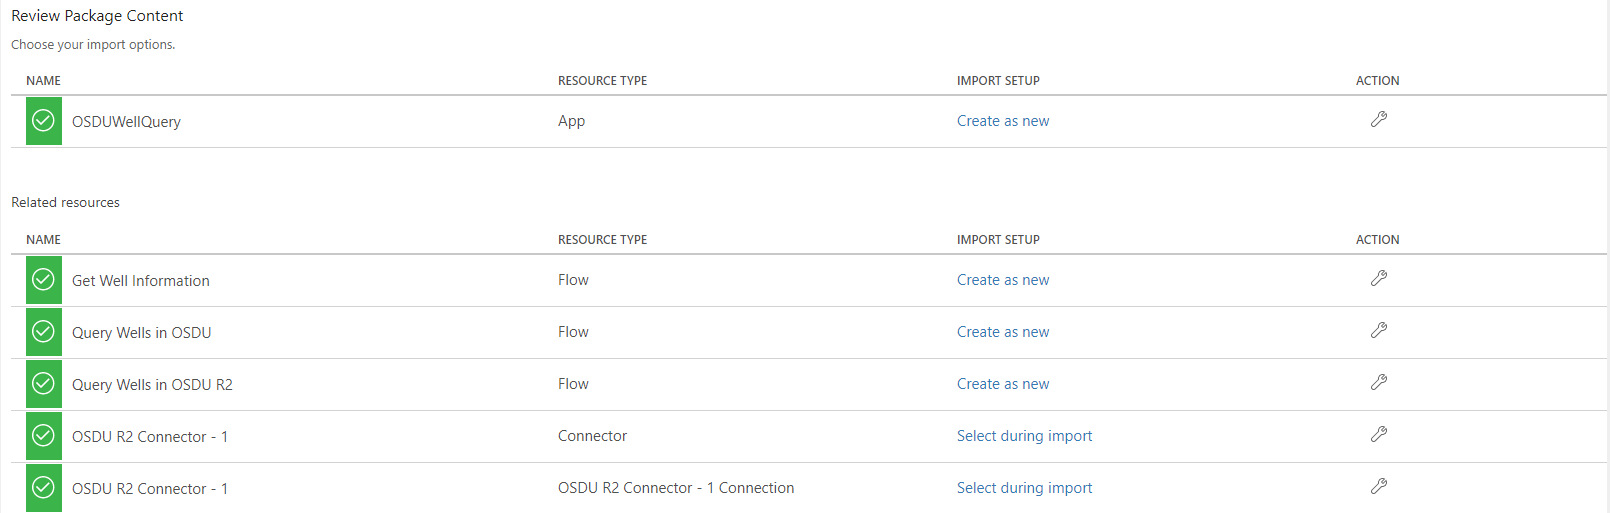 Review Package Content
Choose your import options.
NAME RESOURCE TYPE IMPORT SETUP ACTION
OSDUWellQuery App Create as new
Related resources
NAME RESOURCE TYPE IMPORT SETUP ACTION
Get Well Information Flow Create as new
Query Wells in OSDU Flow Create as new
Query Wells in OSDU R2 Flow Create as new
OSDU R2 Connector - 1 Connector Select during import
OSDU R2 Connector - 1 OSDU R2 Connector - 1 Connection Select during import